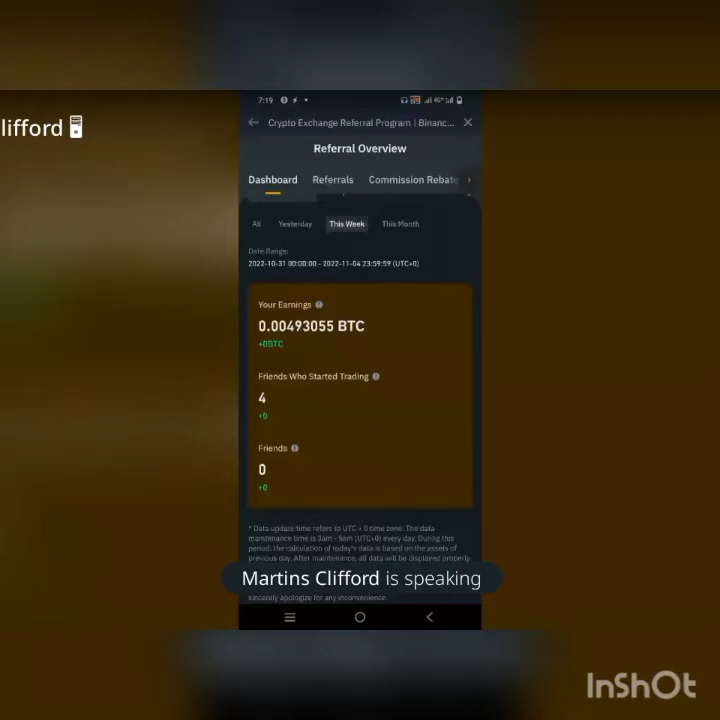 lifford
7:19
4G+
Crypto Exchange Referral Program | Binanc...
Referral Overview
Dashboard Referrals Commission Rebate
All Yesterday This Week This Month
Date Range:
2022-10-31 00:00:00 - 2022-11-04 23:59:59 (UTC+0)
Your Earnings
0.00493055 BTC
+0BTC
Friends Who Started Trading
4
+0
Friends
0
+0
* Data update time refers to UTC + 0 time zone. The data
maintenance time is 3am - 5am (UTC+0) every day. During this
period, the calculation of today's data is based on the assets of
previous day. After maintenance, all data will be displayed properly
Martins Clifford is speaking
sincerely apologize for any inconvenience.
InShOt